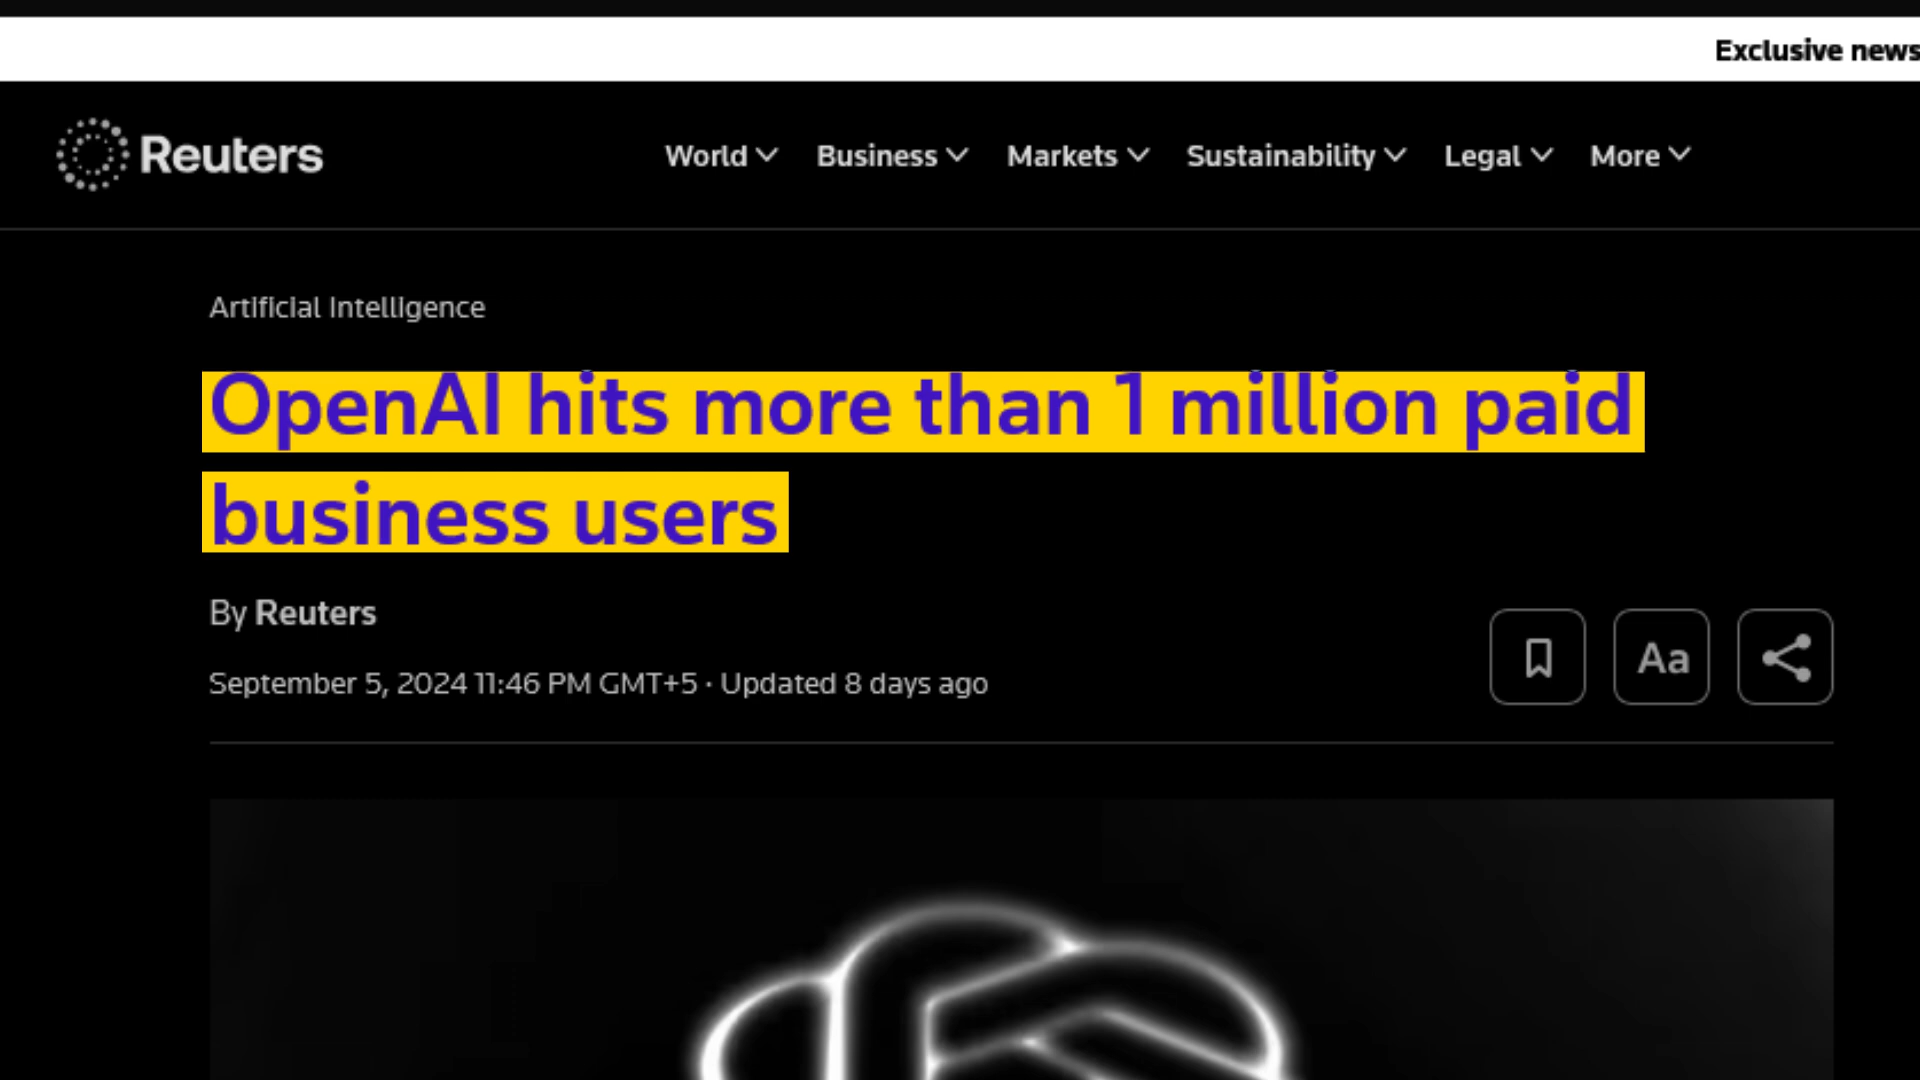 Exclusive news
Reuters
World Business Markets Sustainability Legal More
Artificial Intelligence
OpenAI hits more than 1 million paid
business users
By Reuters
Aa
September 5, 2024 11:46 PM GMT+5 · Updated 8 days ago